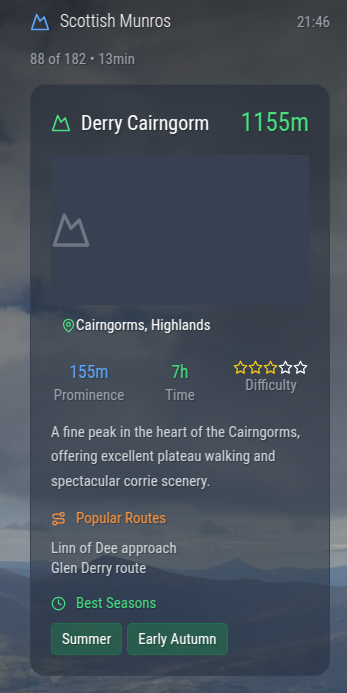 Scottish Munros 21:46
88 of 182 • 13min
Derry Cairngorm 1155m
Cairngorms, Highlands
155m 7h
Prominence Time Difficulty
A fine peak in the heart of the Cairngorms,
offering excellent plateau walking and
spectacular corrie scenery.
Popular Routes
Linn of Dee approach
Glen Derry route
Best Seasons
Summer Early Autumn